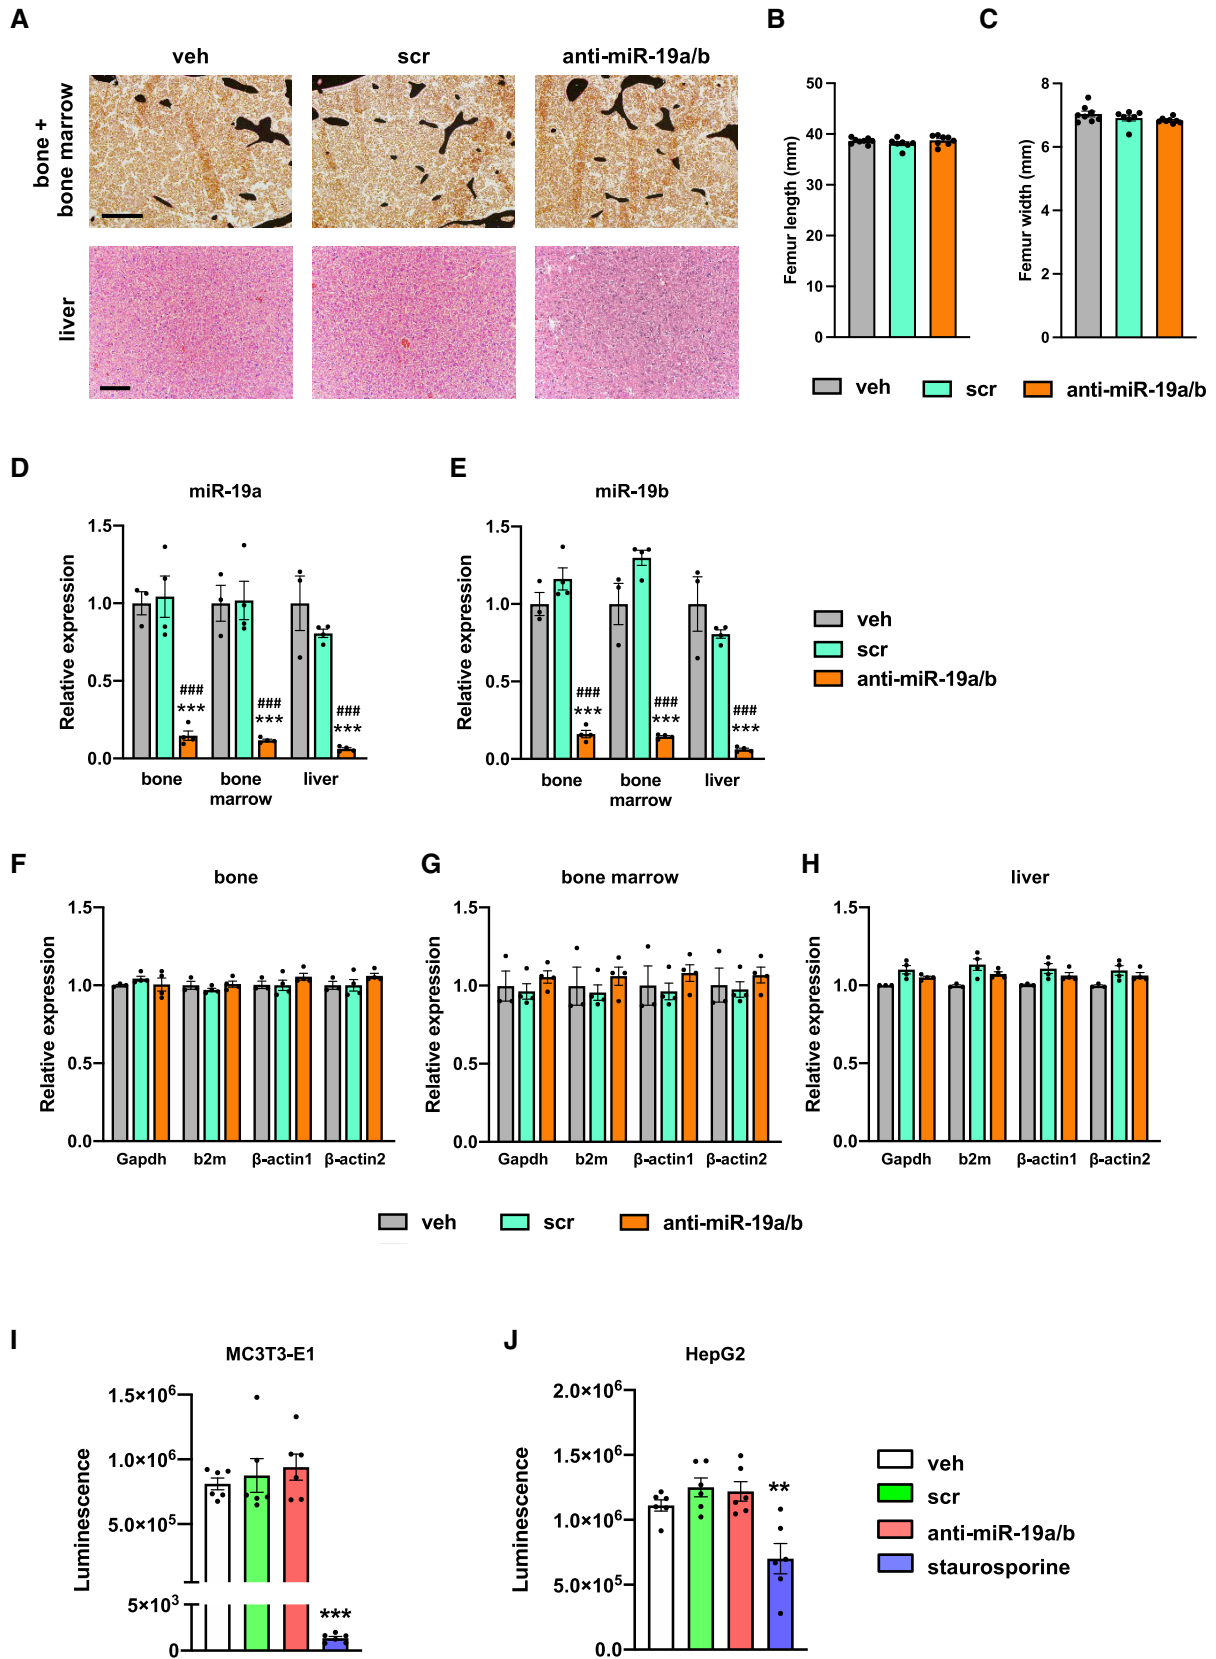 A
B
C
veh
scr
anti-miR-19a/b
bone +
bone marrow
liver
Femur length (mm)
50
40
30
20
10
0
Femur width (mm)
8
6
4
2
0
veh
scr
anti-miR-19a/b
D
E
miR-19a
Relative expression
1.5
1.0
0.5
0.0
###
***
###
***
###
***
bone
bone
marrow
liver
miR-19b
Relative expression
1.5
1.0
0.5
0.0
###
***
###
***
###
***
bone
bone
marrow
liver
veh
scr
anti-miR-19a/b
F
G
H
bone
Relative expression
1.5
1.0
0.5
0.0
Gapdh b2m β-actin1 β-actin2
bone marrow
Relative expression
1.5
1.0
0.5
0.0
Gapdh b2m β-actin1 β-actin2
liver
Relative expression
1.5
1.0
0.5
0.0
Gapdh b2m β-actin1 β-actin2
veh
scr
anti-miR-19a/b
I
J
MC3T3-E1
Luminescence
1.5×10⁶
1.0×10⁶
5.0×10⁵
5×10³
0
***
HepG2
Luminescence
2.0×10⁶
1.5×10⁶
1.0×10⁶
5.0×10⁵
0.0
**
veh
scr
anti-miR-19a/b
staurosporine